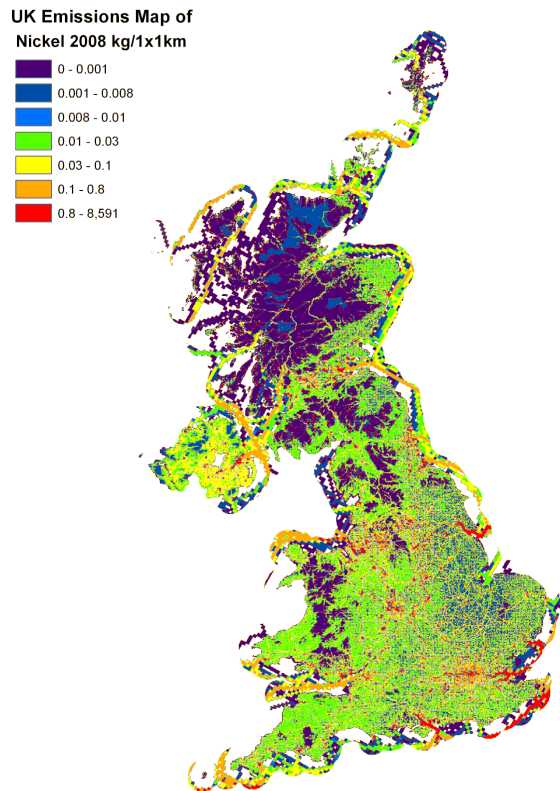 UK Emissions Map of
Nickel 2008 kg/1x1km
0 - 0.001
0.001 - 0.008
0.008 - 0.01
0.01 - 0.03
0.03 - 0.1
0.1 - 0.8
0.8 - 8,591